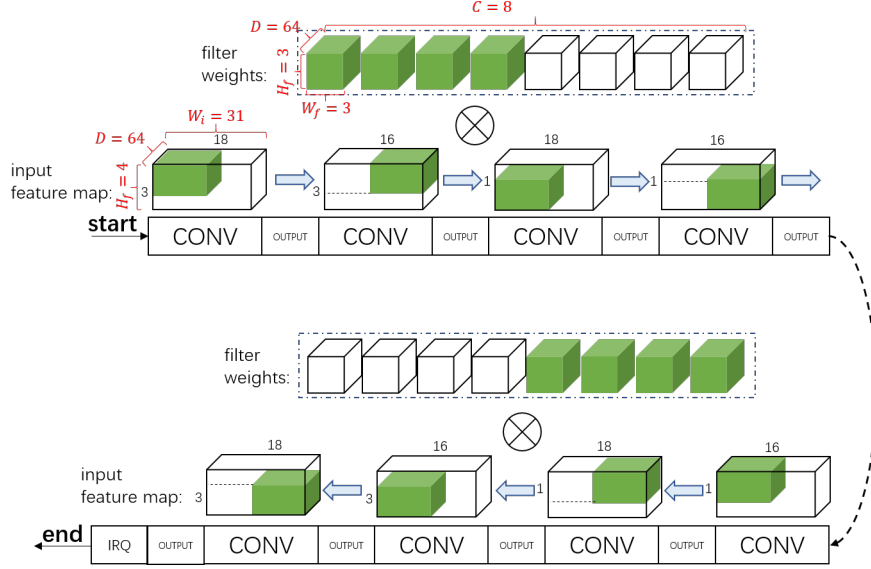 C = 8
D = 64
filter
weights:
H_f = 3
W_f = 3
W_i = 31
D = 64
18
16
18
16
input
feature map:
H_f = 4
3
3
1
1
start
CONV
OUTPUT
CONV
OUTPUT
CONV
OUTPUT
CONV
OUTPUT
filter
weights:
18
16
18
16
input
feature map:
3
3
1
1
end
IRQ
OUTPUT
CONV
OUTPUT
CONV
OUTPUT
CONV
OUTPUT
CONV